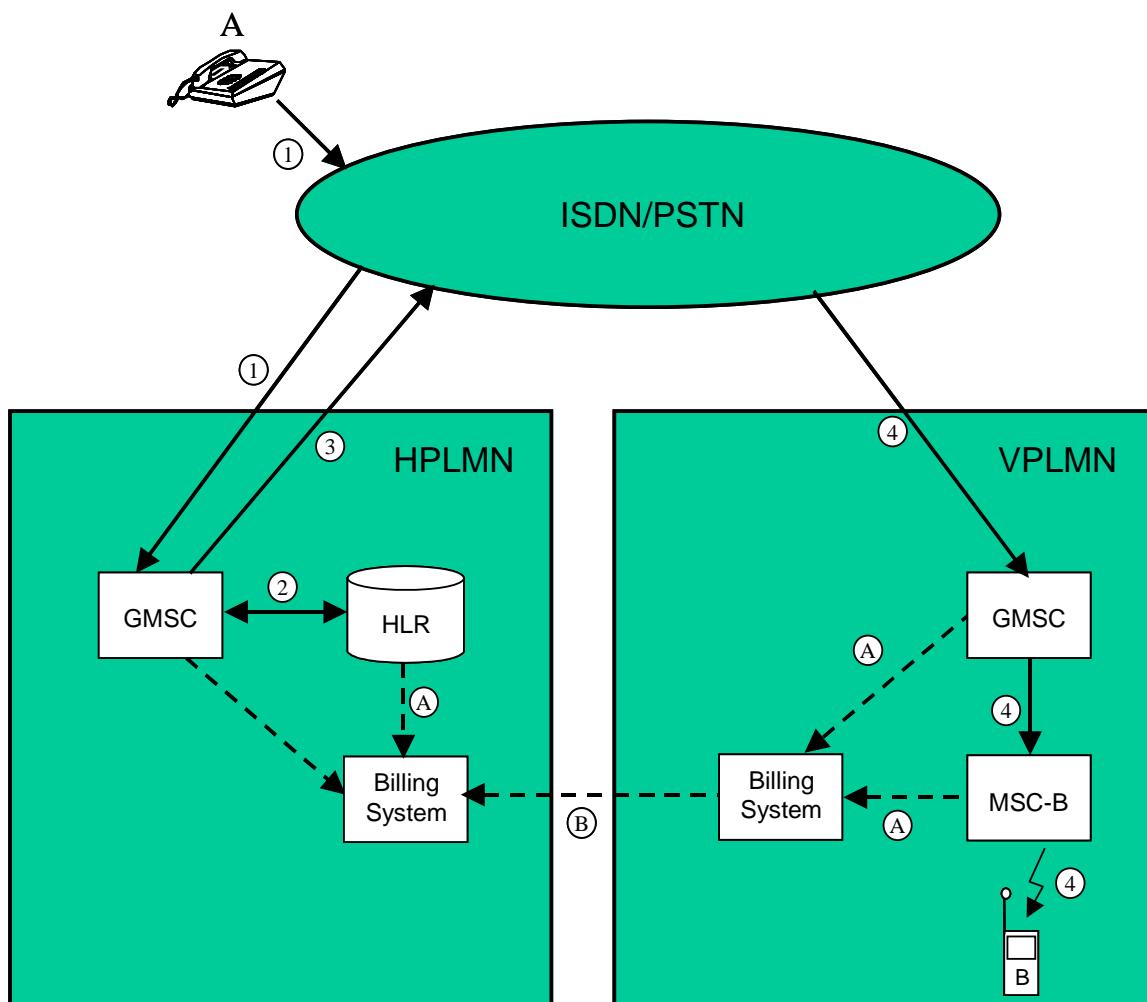 A
1
ISDN/PSTN
1
3
4
HPLMN
VPLMN
GMSC
2
HLR
GMSC
A
A
4
Billing
System
Billing
System
MSC-B
B
A
4
B